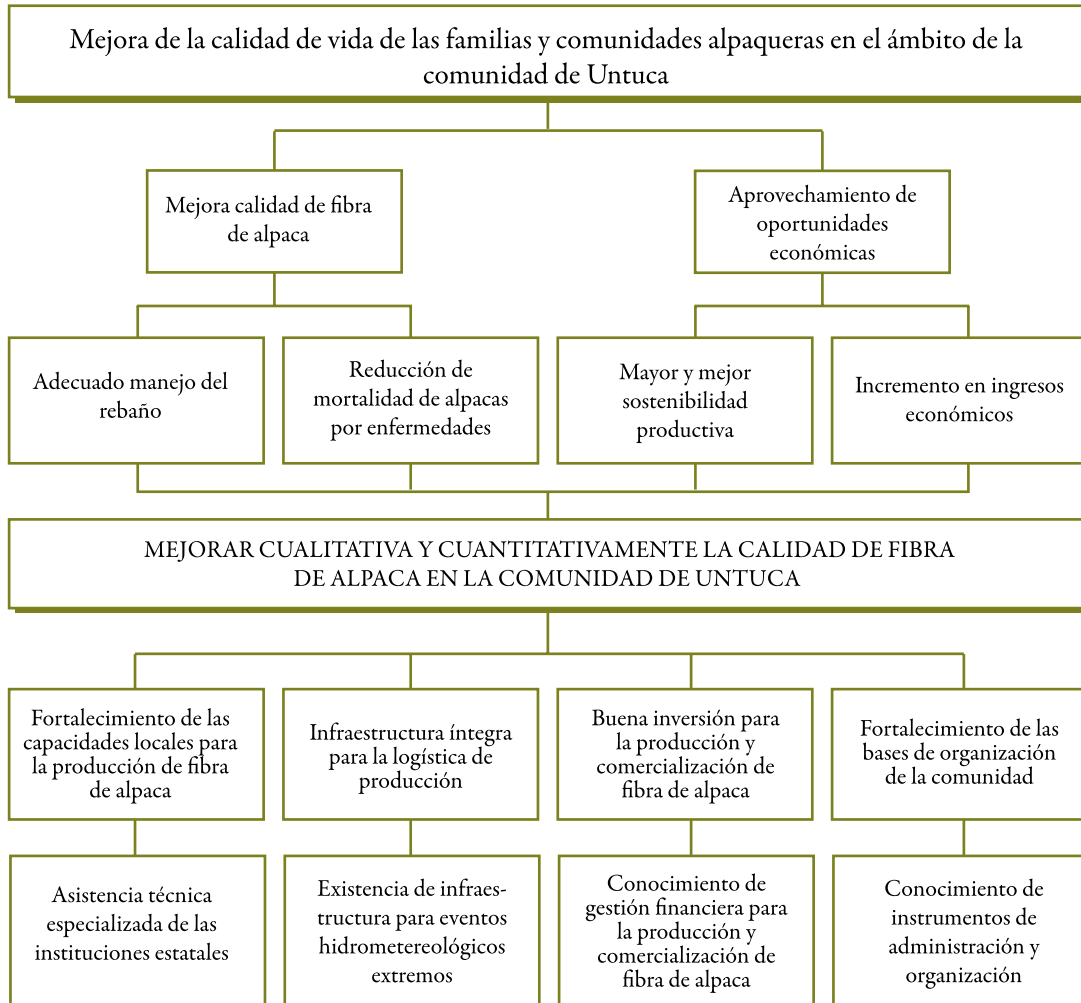 Mejora de la calidad de vida de las familias y comunidades alpaqueras en el ámbito de la
comunidad de Untuca
Mejora calidad de fibra
de alpaca
Aprovechamiento de
oportunidades
económicas
Adecuado manejo del
rebaño
Reducción de
mortalidad de alpacas
por enfermedades
Mayor y mejor
sostenibilidad
productiva
Incremento en ingresos
económicos
MEJORAR CUALITATIVA Y CUANTITATIVAMENTE LA CALIDAD DE FIBRA
DE ALPACA EN LA COMUNIDAD DE UNTUCA
Fortalecimiento de las
capacidades locales para
la producción de fibra
de alpaca
Infraestructura íntegra
para la logística de
producción
Buena inversión para
la producción y
comercialización de
fibra de alpaca
Fortalecimiento de las
bases de organización
de la comunidad
Asistencia técnica
especializada de las
instituciones estatales
Existencia de infraes-
tructura para eventos
hidrometereológicos
extremos
Conocimiento de
gestión financiera para
la producción y
comercialización de
fibra de alpaca
Conocimiento de
instrumentos de
administración y
organización